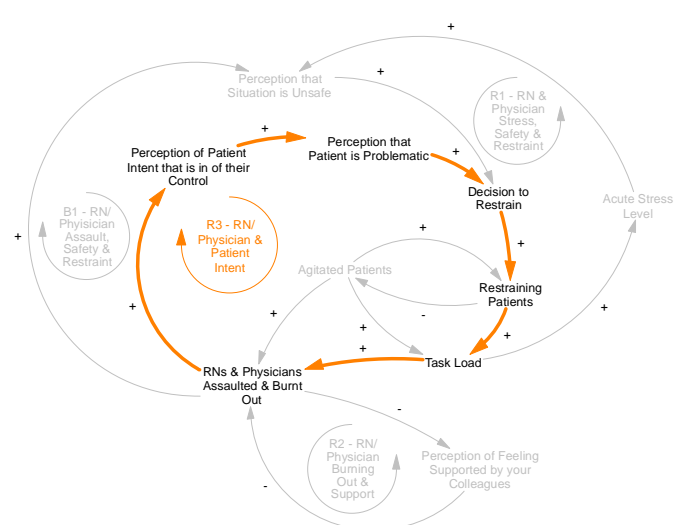 +
Perception that
Situation is Unsafe
+
R1 - RN &
Physician
Stress,
Safety &
Restraint
+
Perception that
Patient is Problematic
+
Perception of Patient
Intent that is in of their
Control
Decision to
Restrain
Acute Stress
Level
B1 - RN/
Phyisician
Assault,
Safety &
Restraint
R3 - RN/
Physician &
Patient
Intent
+
+
+
Agitated Patients
Restraining
Patients
-
+
+
+
+
+
+
Task Load
RNs & Physicians
Assaulted & Burnt
Out
-
R2 - RN/
Physician
Burning
Out &
Support
Perception of Feeling
Supported by your
Colleagues
-